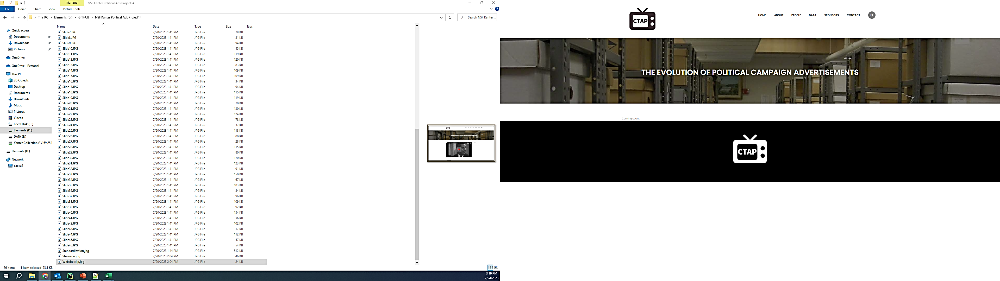 Manage
NSF Kanter Political Ads Project14
File
Home
Share
View
Picture Tools
This PC > Elements (D:) > GITHUB > NSF Kanter Political Ads Project14
Search NSF Kanter ...
Name
Date
Type
Size
Tags
Quick access
Documents
Downloads
Pictures
OneDrive
OneDrive - Personal
This PC
3D Objects
Desktop
Documents
Downloads
Music
Pictures
Videos
Local Disk (C:)
Elements (D:)
DATA (E:)
Kanter Collection (\\169.254
Elements (D:)
Network
cacca2
Slide7.JPG 7/20/2023 1:41 PM JPG File 79 KB
Slide8.JPG 7/20/2023 1:41 PM JPG File 81 KB
Slide9.JPG 7/20/2023 1:41 PM JPG File 94 KB
Slide10.JPG 7/20/2023 1:41 PM JPG File 45 KB
Slide11.JPG 7/20/2023 1:41 PM JPG File 119 KB
Slide12.JPG 7/20/2023 1:41 PM JPG File 120 KB
Slide13.JPG 7/20/2023 1:41 PM JPG File 83 KB
Slide14.JPG 7/20/2023 1:41 PM JPG File 109 KB
Slide15.JPG 7/20/2023 1:41 PM JPG File 109 KB
Slide16.JPG 7/20/2023 1:41 PM JPG File 34 KB
Slide17.JPG 7/20/2023 1:41 PM JPG File 94 KB
Slide18.JPG 7/20/2023 1:41 PM JPG File 115 KB
Slide19.JPG 7/20/2023 1:41 PM JPG File 119 KB
Slide20.JPG 7/20/2023 1:41 PM JPG File 70 KB
Slide21.JPG 7/20/2023 1:41 PM JPG File 130 KB
Slide22.JPG 7/20/2023 1:41 PM JPG File 124 KB
Slide23.JPG 7/20/2023 1:41 PM JPG File 78 KB
Slide24.JPG 7/20/2023 1:41 PM JPG File 37 KB
Slide25.JPG 7/20/2023 1:41 PM JPG File 118 KB
Slide26.JPG 7/20/2023 1:41 PM JPG File 88 KB
Slide27.JPG 7/20/2023 1:41 PM JPG File 28 KB
Slide28.JPG 7/20/2023 1:41 PM JPG File 115 KB
Slide29.JPG 7/20/2023 1:41 PM JPG File 80 KB
Slide30.JPG 7/20/2023 1:41 PM JPG File 170 KB
Slide31.JPG 7/20/2023 1:41 PM JPG File 123 KB
Slide32.JPG 7/20/2023 1:41 PM JPG File 91 KB
Slide33.JPG 7/20/2023 1:41 PM JPG File 150 KB
Slide34.JPG 7/20/2023 1:41 PM JPG File 67 KB
Slide35.JPG 7/20/2023 1:41 PM JPG File 103 KB
Slide36.JPG 7/20/2023 1:41 PM JPG File 84 KB
Slide37.JPG 7/20/2023 1:41 PM JPG File 96 KB
Slide38.JPG 7/20/2023 1:41 PM JPG File 109 KB
Slide39.JPG 7/20/2023 1:41 PM JPG File 92 KB
Slide40.JPG 7/20/2023 1:41 PM JPG File 134 KB
Slide41.JPG 7/20/2023 1:41 PM JPG File 56 KB
Slide42.JPG 7/20/2023 1:41 PM JPG File 102 KB
Slide43.JPG 7/20/2023 1:41 PM JPG File 17 KB
Slide44.JPG 7/20/2023 1:41 PM JPG File 112 KB
Slide45.JPG 7/20/2023 1:41 PM JPG File 57 KB
Slide46.JPG 7/20/2023 1:41 PM JPG File 54 KB
Standardization.jpg 7/20/2023 1:44 PM JPG File 512 KB
Stevnson.jpg 7/20/2023 2:04 PM JPG File 46 KB
Website clip.jpg 7/20/2023 2:04 PM JPG File 24 KB
76 items 1 item selected 23.1 KB
3:10 PM
7/24/2023
CTAP
HOME
ABOUT
PEOPLE
DATA
SPONSORS
CONTACT
THE EVOLUTION OF POLITICAL CAMPAIGN ADVERTISEMENTS
Coming soon...
CTAP